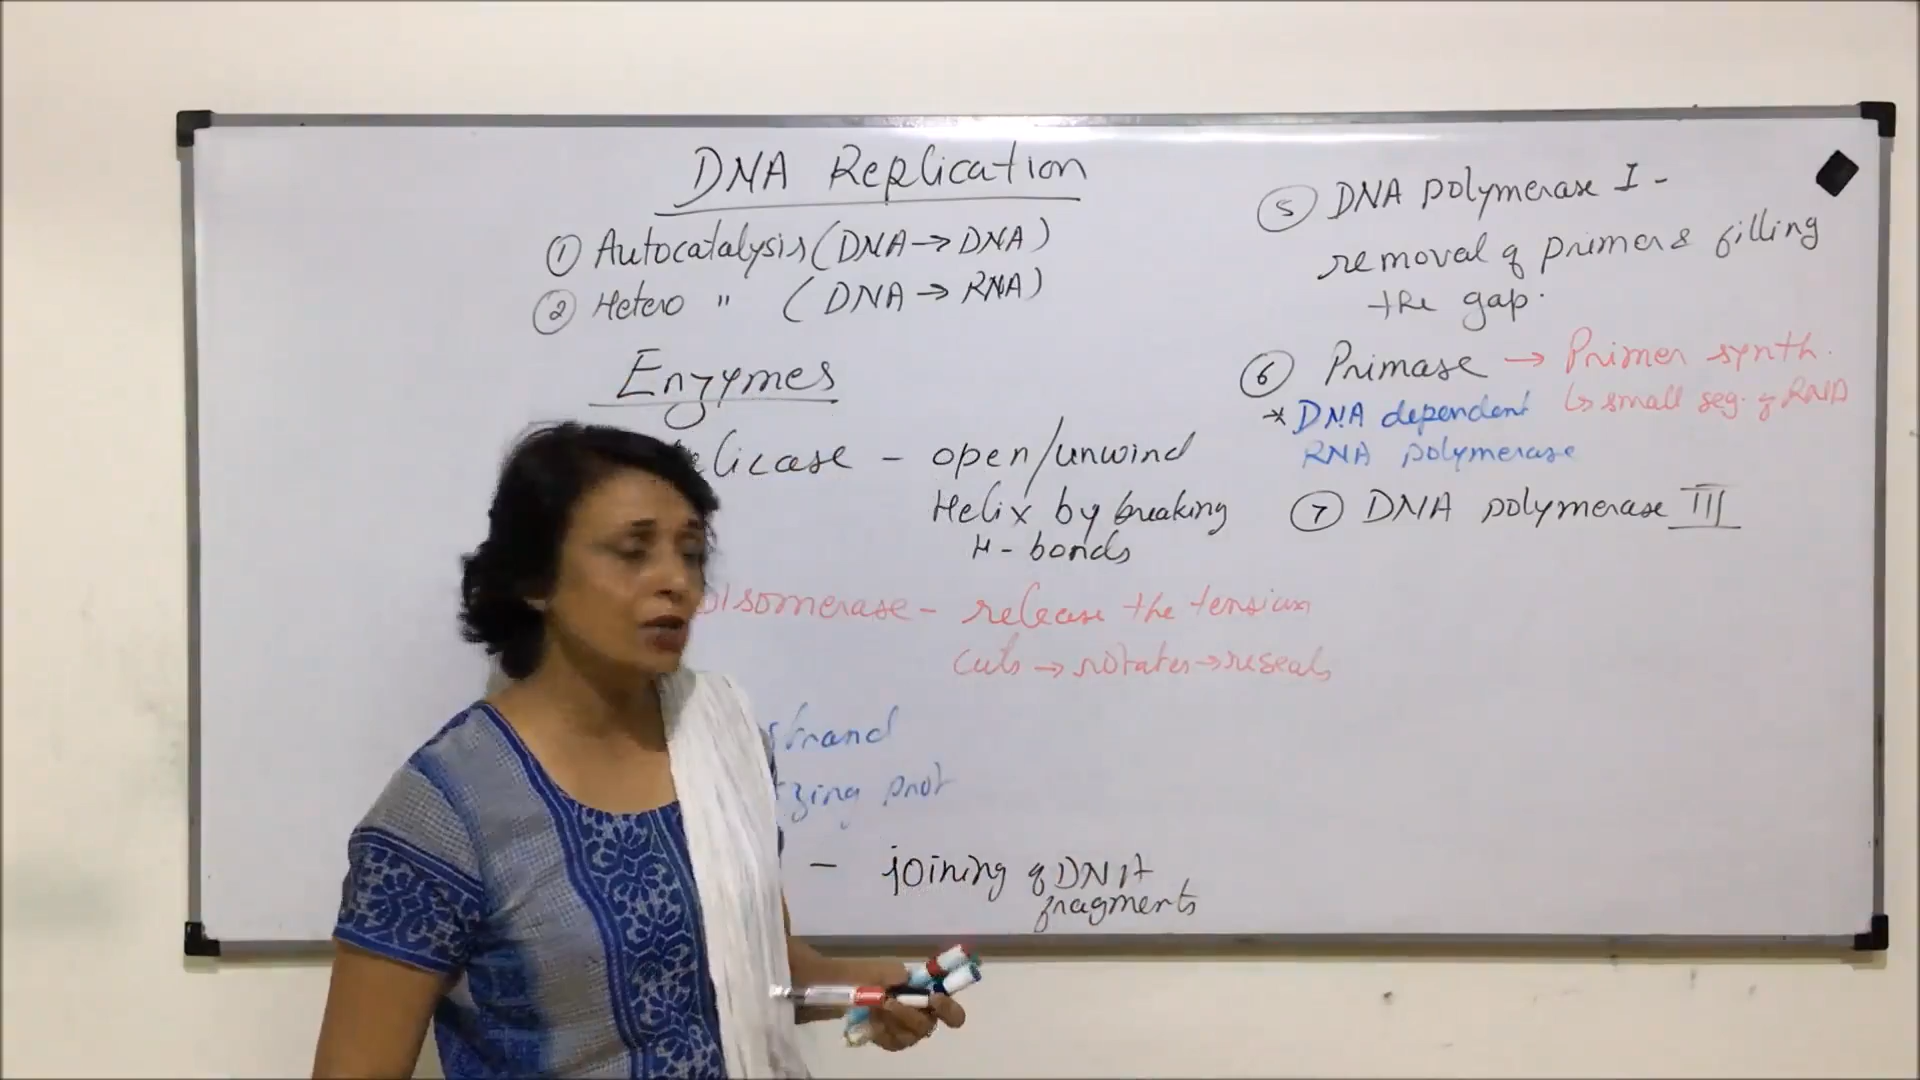 DNA Replication
① Autocatalysis (DNA → DNA)
② Hetero " (DNA → RNA)
Enzymes
licase - open/unwind
Helix by breaking
H-bonds
oisomerase - release the tension
cuts → rotates → reseals
strand
zing prot
- joining of DNA
fragments
⑤ DNA polymerase I -
removal of primer & filling
the gap.
⑥ Primase → Primer synth.
↳ small seg. of RNA
* DNA dependent
RNA polymerase
⑦ DNA polymerase III